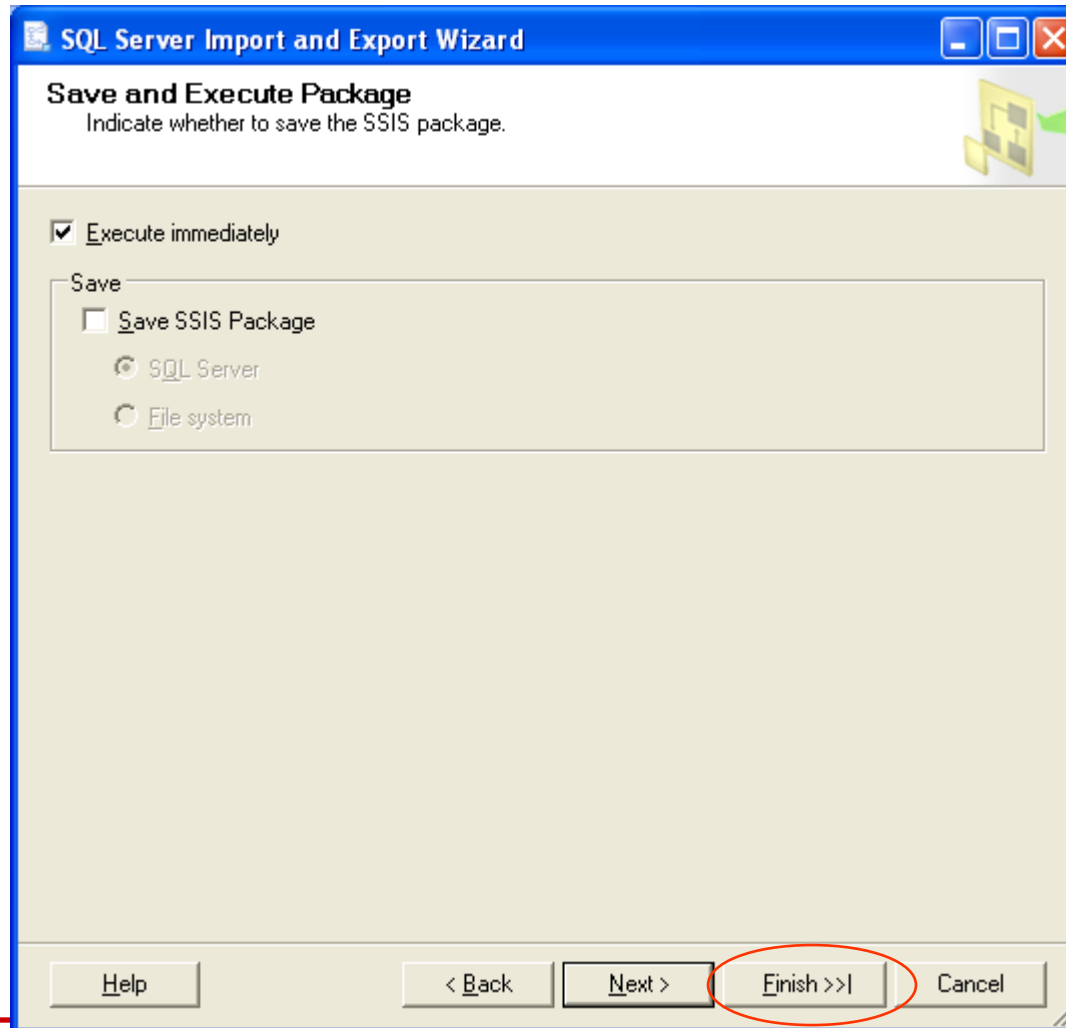 SQL Server Import and Export Wizard
Save and Execute Package
Indicate whether to save the SSIS package.
Execute immediately
Save
Save SSIS Package
SQL Server
File system
Help
< Back
Next >
Finish >>|
Cancel